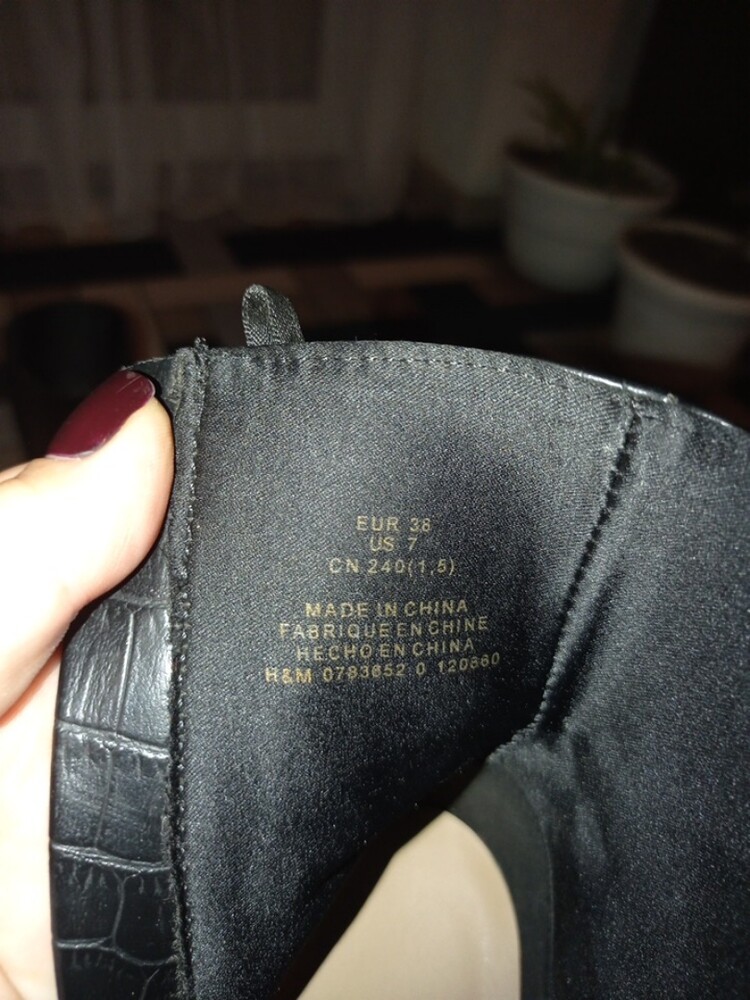 EUR 38
US 7
CN 240(1,5)
MADE IN CHINA
FABRIQUE EN CHINE
HECHO EN CHINA
H&M 0783652 0 120660